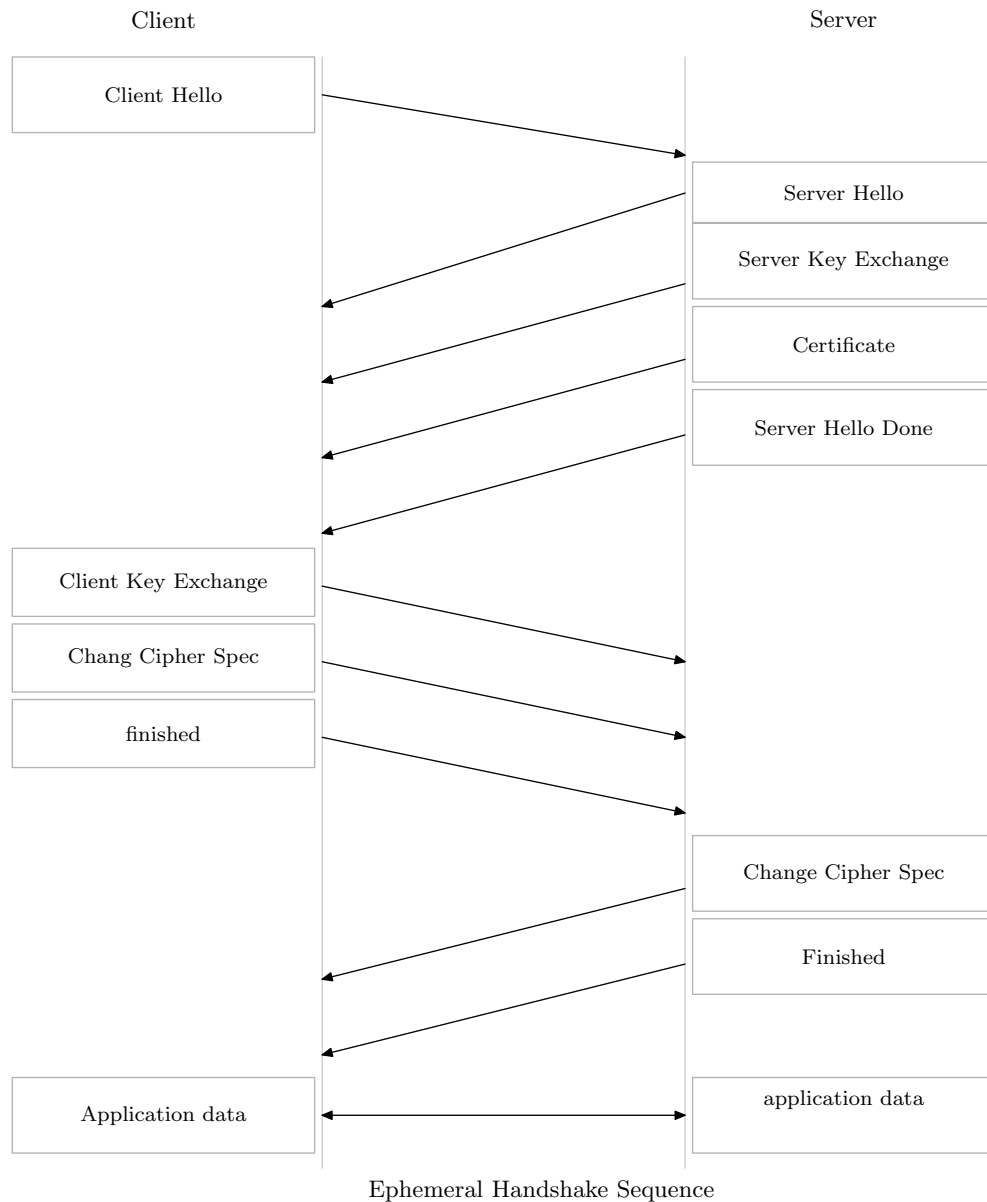 Client
Server
Client Hello
Server Hello
Server Key Exchange
Certificate
Server Hello Done
Client Key Exchange
Chang Cipher Spec
finished
Change Cipher Spec
Finished
Application data
application data
Ephemeral Handshake Sequence